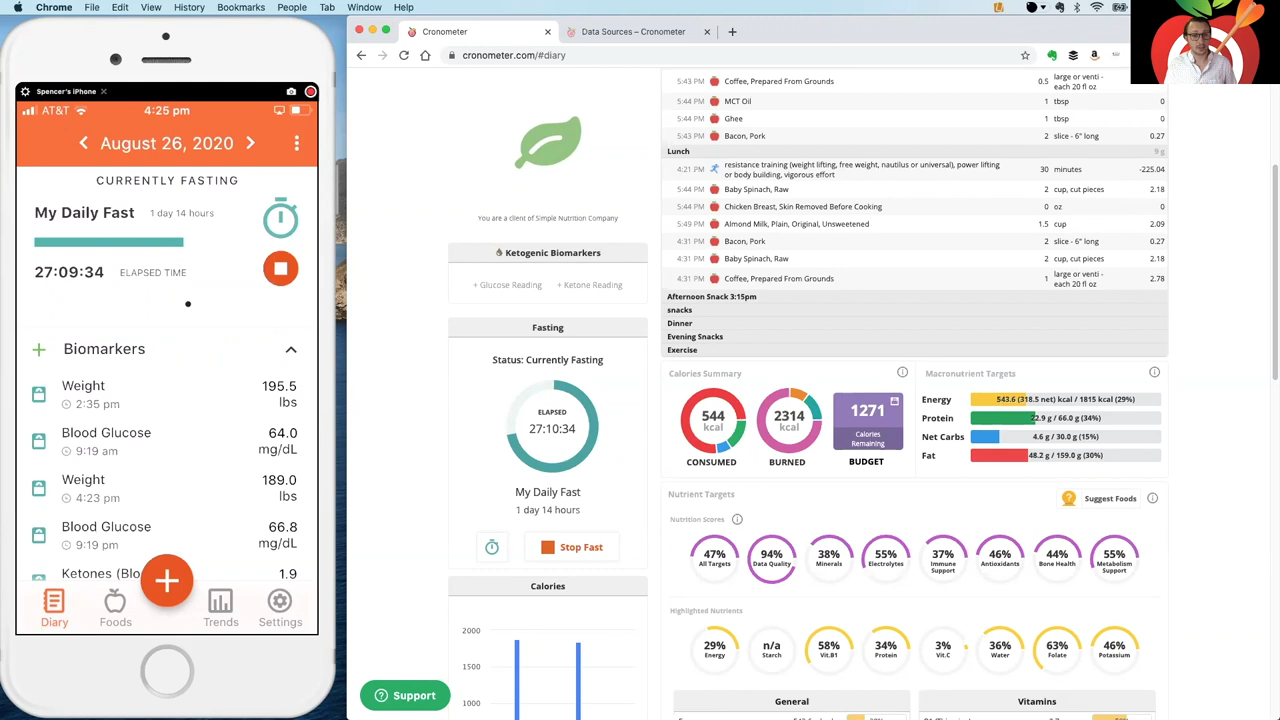 Chrome File Edit View History Bookmarks People Tab Window Help
Spencer's iPhone
AT&T 4:25 pm
August 26, 2020
CURRENTLY FASTING
My Daily Fast 1 day 14 hours
27:09:34 ELAPSED TIME
Biomarkers
Weight 195.5
2:35 pm lbs
Blood Glucose 64.0
9:19 am mg/dL
Weight 189.0
4:23 pm lbs
Blood Glucose 66.8
9:19 pm mg/dL
Ketones (Blo 1.9
Diary Foods Trends Settings
Cronometer Data Sources – Cronometer
cronometer.com/#diary
You are a client of Simple Nutrition Company
Ketogenic Biomarkers
+ Glucose Reading + Ketone Reading
Fasting
Status: Currently Fasting
ELAPSED
27:10:34
My Daily Fast
1 day 14 hours
Stop Fast
Calories
2000
1500
1000
Support
5:43 PM Coffee, Prepared From Grounds 0.5 large or venti - each 20 fl oz
5:44 PM MCT Oil 1 tbsp 0
5:44 PM Ghee 1 tbsp 0
5:43 PM Bacon, Pork 2 slice - 6" long 0.27
Lunch 9 g
4:21 PM resistance training (weight lifting, free weight, nautilus or universal), power lifting 30 minutes -225.04
or body building, vigorous effort
5:44 PM Baby Spinach, Raw 2 cup, cut pieces 2.18
5:44 PM Chicken Breast, Skin Removed Before Cooking 0 oz 0
5:49 PM Almond Milk, Plain, Original, Unsweetened 1.5 cup 2.09
4:31 PM Bacon, Pork 2 slice - 6" long 0.27
4:31 PM Baby Spinach, Raw 2 cup, cut pieces 2.18
4:31 PM Coffee, Prepared From Grounds 1 large or venti - each 20 fl oz 2.78
Afternoon Snack 3:15pm
snacks
Dinner
Evening Snacks
Exercise
Calories Summary
544 kcal 2314 kcal 1271 Calories Remaining
CONSUMED BURNED BUDGET
Macronutrient Targets
Energy 543.6 (318.5 net) kcal / 1815 kcal (29%)
Protein 22.9 g / 66.0 g (34%)
Net Carbs 4.6 g / 30.0 g (15%)
Fat 48.2 g / 159.0 g (30%)
Nutrient Targets Suggest Foods
Nutrition Scores
47% All Targets
94% Data Quality
38% Minerals
55% Electrolytes
37% Immune Support
46% Antioxidants
44% Bone Health
55% Metabolism Support
Highlighted Nutrients
29% Energy
n/a Starch
58% Vit.B1
34% Protein
3% Vit.C
36% Water
63% Folate
46% Potassium
General Vitamins